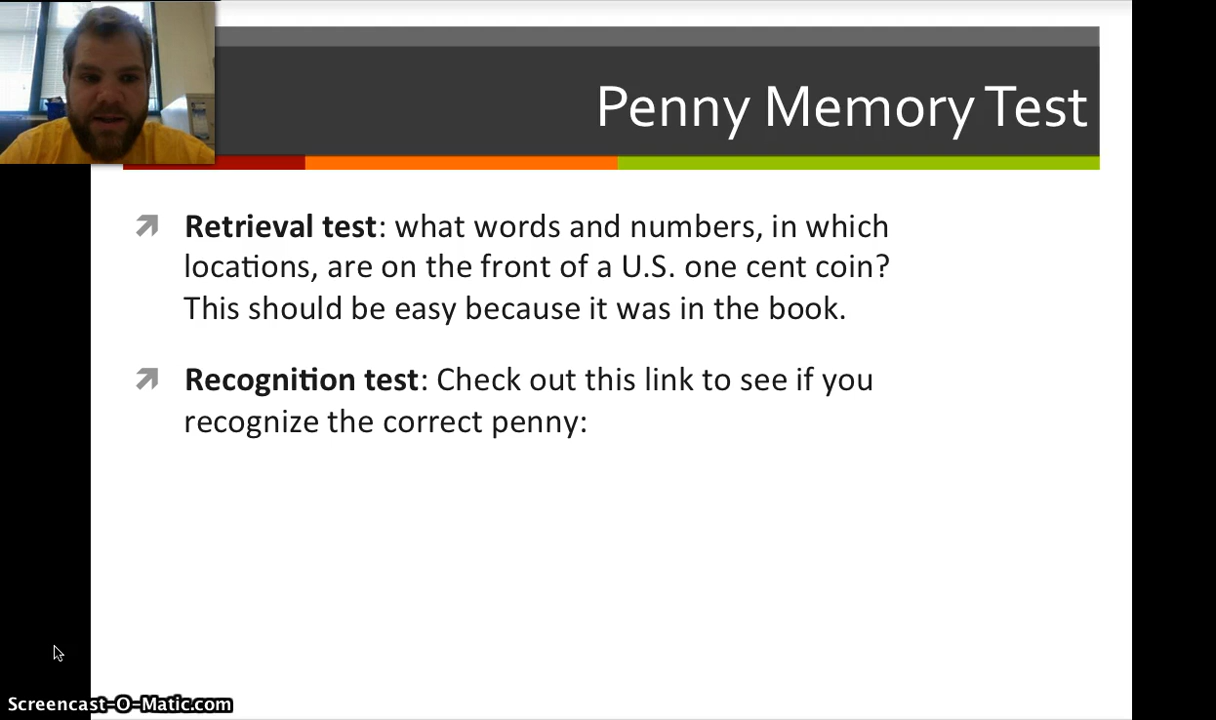 Penny Memory Test
Retrieval test: what words and numbers, in which
locations, are on the front of a U.S. one cent coin?
This should be easy because it was in the book.
Recognition test: Check out this link to see if you
recognize the correct penny:
Screencast-O-Matic.com